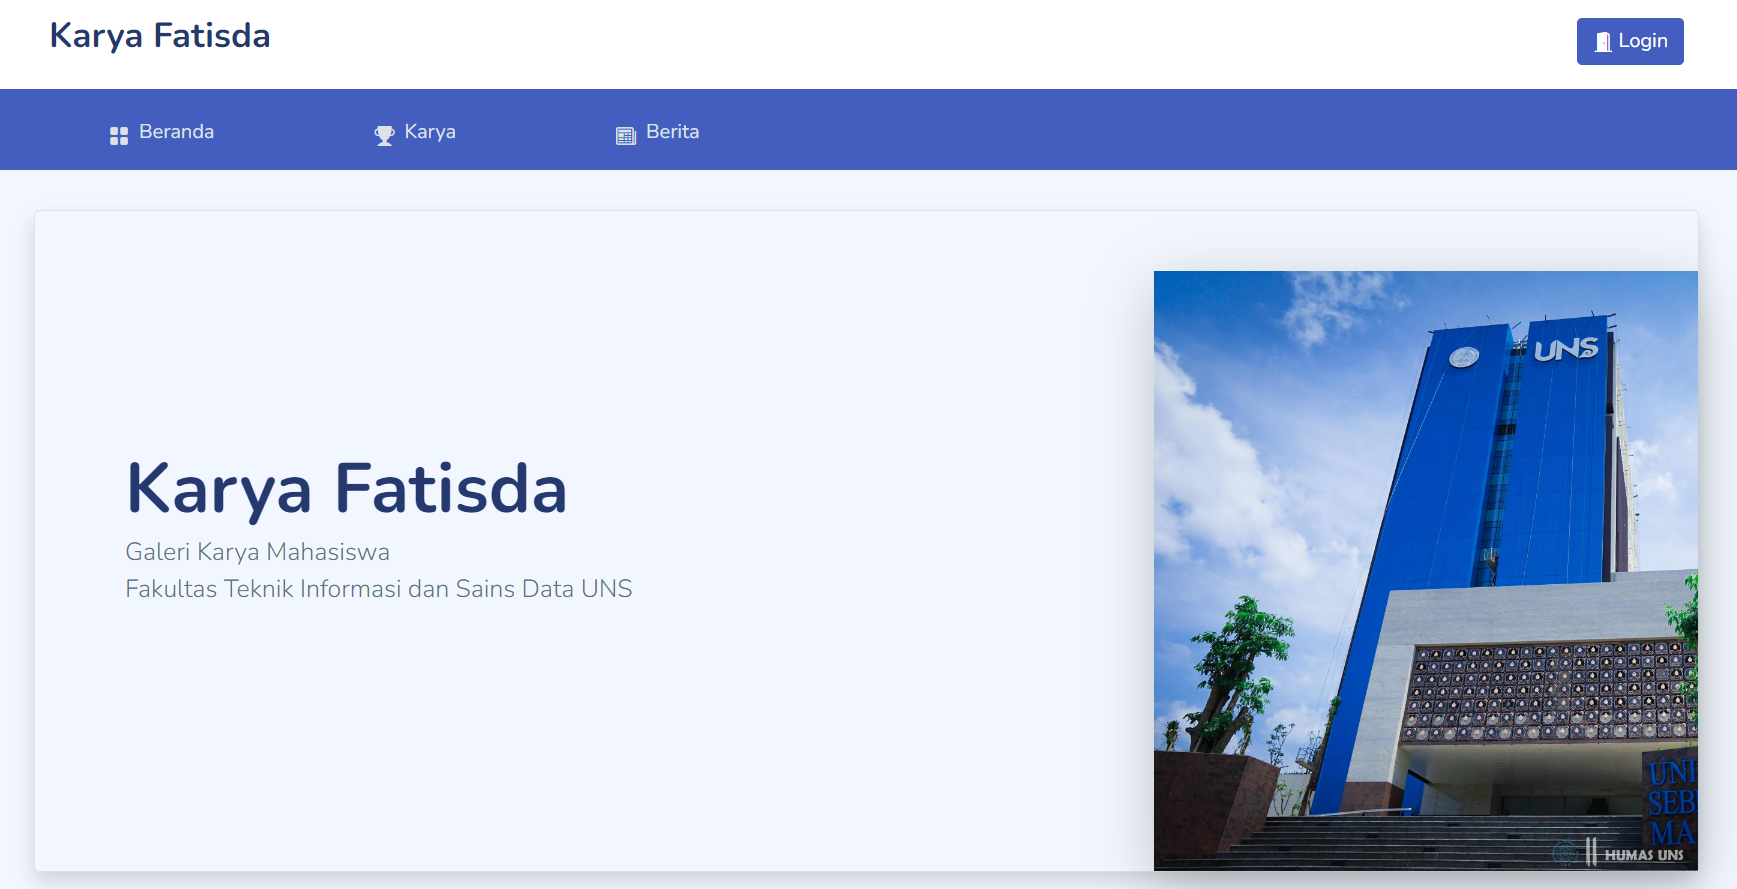 Karya Fatisda
Login
Beranda
Karya
Berita
Karya Fatisda
Galeri Karya Mahasiswa
Fakultas Teknik Informasi dan Sains Data UNS
UNS
UNI
SEB
MA
HUMAS UNS